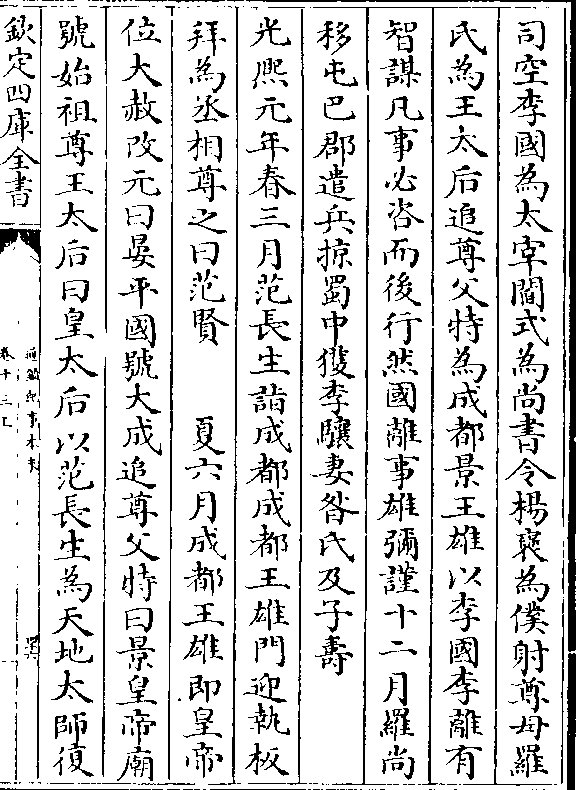 司空李國為太宰閻式為尚書令楊褒為僕射尊母羅
氏為王太后追尊父特為成都景王雄以李國李離有
智謀凡事必咨而後行然國離事雄彌謹十二月羅尚
移屯巴郡遣兵掠蜀中獲李驤妻昝氏及子壽
光熙元年春三月范長生詣成都成都王雄門迎執板
拜為丞相尊之曰范賢　夏六月成都王雄即皇帝
位大赦改元曰晏平國號大成追尊父特曰景皇帝廟
號始祖尊王太后曰皇太后以范長生為天地太師復
欽定四庫全書
通鑑紀事本末
卷十三上